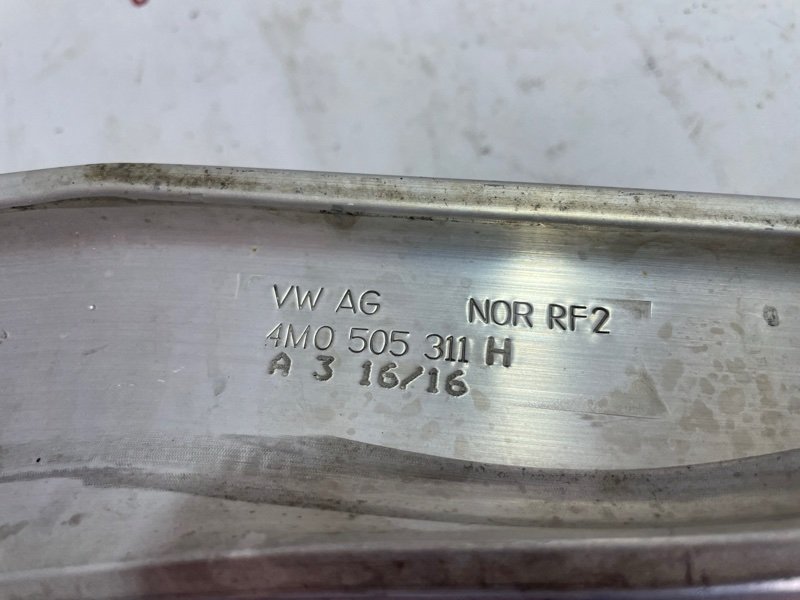 VW AG NOR RF2
4M0 505 311 H
A 3 16/16